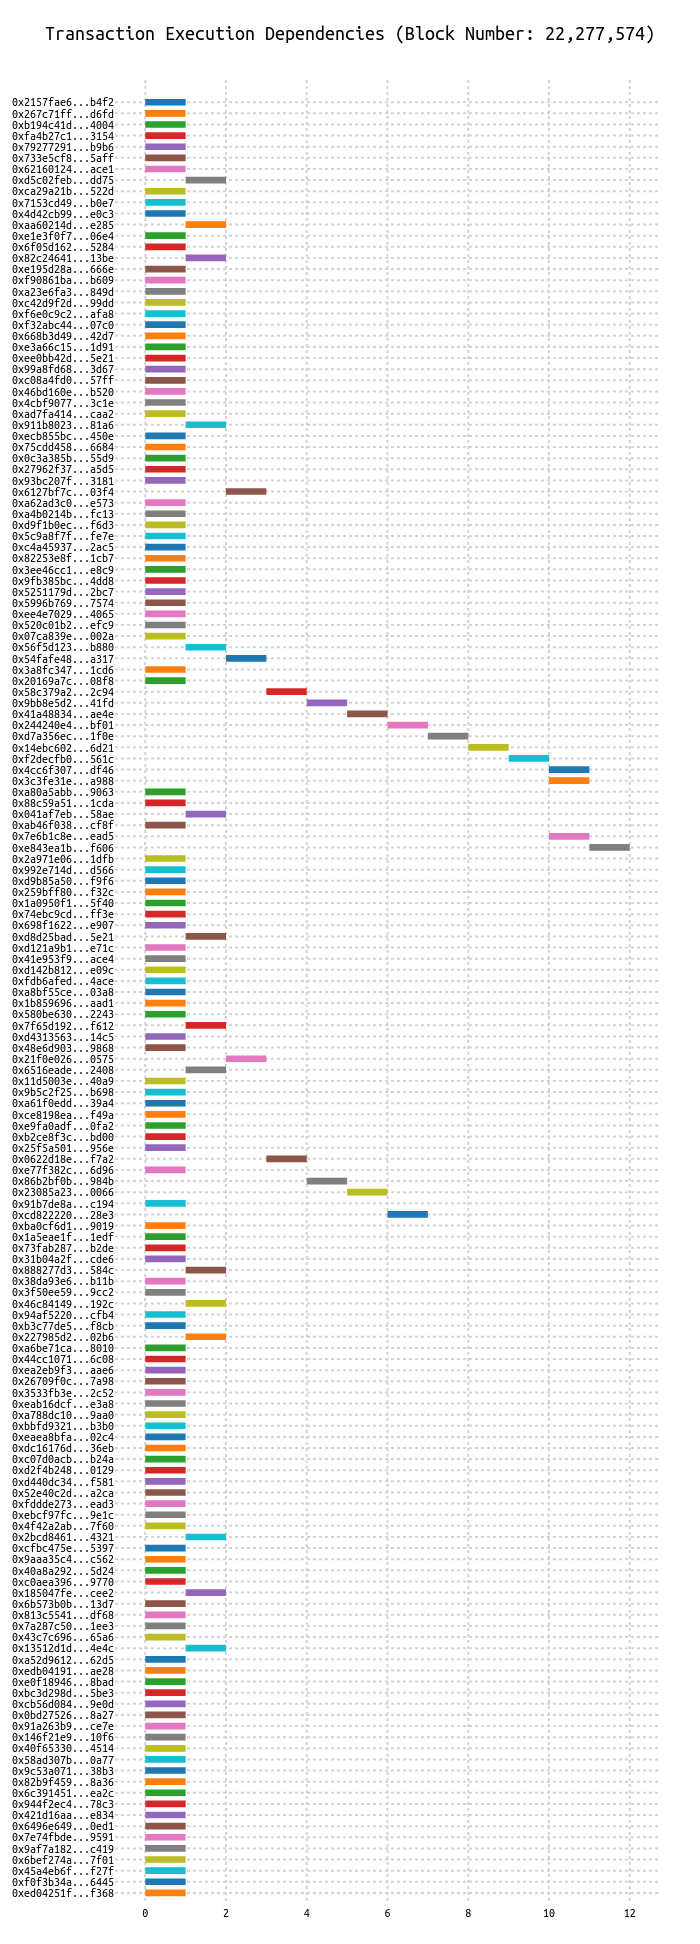 Transaction Execution Dependencies (Block Number: 22,277,574)
0x2157fae6...b4f2
0x267c71ff...d6fd
0xb194c41d...4004
0xfa4b27c1...3154
0x79277291...b9b6
0x733e5cf8...5aff
0x62160124...ace1
0xd5c02feb...dd75
0xca29a21b...522d
0x7153cd49...b0e7
0x4d42cb99...e0c3
0xaa60214d...e285
0xe1e3f0f7...06e4
0x6f05d162...5284
0x82c24641...13be
0xe195d28a...666e
0xf90861ba...b609
0xa23e6fa3...849d
0xc42d9f2d...99dd
0xf6e0c9c2...afa8
0xf32abc44...07c0
0x668b3d49...42d7
0xe3a66c15...1d91
0xee0bb42d...5e21
0x99a8fd68...3d67
0xc08a4fd0...57ff
0x46bd160e...b520
0x4cbf9077...3c1e
0xad7fa414...caa2
0x911b8023...81a6
0xecb855bc...450e
0x75cdd458...6684
0x0c3a385b...55d9
0x27962f37...a5d5
0x93bc207f...3181
0x6127bf7c...03f4
0xa62ad3c0...e573
0xa4b0214b...fc13
0xd9f1b0ec...f6d3
0x5c9a8f7f...fe7e
0xc4a45937...2ac5
0x82253e8f...1cb7
0x3ee46cc1...e8c9
0x9fb385bc...4dd8
0x5251179d...2bc7
0x5996b769...7574
0xee4e7029...4065
0x520c01b2...efc9
0x07ca839e...002a
0x56f5d123...b880
0x54fafe48...a317
0x3a8fc347...1cd6
0x20169a7c...08f8
0x58c379a2...2c94
0x9bb8e5d2...41fd
0x41a48834...ae4e
0x244240e4...bf01
0xd7a356ec...1f0e
0x14ebc602...6d21
0xf2decfb0...561c
0x4cc6f307...df46
0x3c3fe31e...a988
0xa80a5abb...9063
0x88c59a51...1cda
0x041af7eb...58ae
0xab46f038...cf8f
0x7e6b1c8e...ead5
0xe843ea1b...f606
0x2a971e06...1dfb
0x992e714d...d566
0xd9b85a50...f9f6
0x259bff80...f32c
0x1a0950f1...5f40
0x74ebc9cd...ff3e
0x698f1622...e907
0xd8d25bad...5e21
0xd121a9b1...e71c
0x41e953f9...ace4
0xd142b812...e09c
0xfdb6afed...4ace
0xa8bf55ce...03a8
0x1b859696...aad1
0x580be630...2243
0x7f65d192...f612
0xd4313563...14c5
0x48e6d903...9868
0x21f0e026...0575
0x6516eade...2408
0x11d5003e...40a9
0x9b5c2f25...b698
0xa61f0edd...39a4
0xce8198ea...f49a
0xe9fa0adf...0fa2
0xb2ce8f3c...bd00
0x25f5a501...956e
0x0622d18e...f7a2
0xe77f382c...6d96
0x86b2bf0b...984b
0x23085a23...0066
0x91b7de8a...c194
0xcd822220...28e3
0xba0cf6d1...9019
0x1a5eae1f...1edf
0x73fab287...b2de
0x31b04a2f...cde6
0x888277d3...584c
0x38da93e6...b11b
0x3f50ee59...9cc2
0x46c84149...192c
0x94af5220...cfb4
0xb3c77de5...f8cb
0x227985d2...02b6
0xa6be71ca...8010
0x44cc1071...6c08
0xea2eb9f3...aae6
0x26709f0c...7a98
0x3533fb3e...2c52
0xeab16dcf...e3a8
0xa788dc10...9aa0
0xbbfd9321...b3b0
0xeaea8bfa...02c4
0xdc16176d...36eb
0xc07d0acb...b24a
0xd2f4b248...0129
0xd440dc34...f581
0x52e40c2d...a2ca
0xfddde273...ead3
0xebcf97fc...9e1c
0x4f42a2ab...7f60
0x2bcd8461...4321
0xcfbc475e...5397
0x9aaa35c4...c562
0x40a8a292...5d24
0xc0aea396...9770
0x185047fe...cee2
0x6b573b0b...13d7
0x813c5541...df68
0x7a287c50...1ee3
0x43c7c696...65a6
0x13512d1d...4e4c
0xa52d9612...62d5
0xedb04191...ae28
0xe0f18946...8bad
0xbc3d298d...5be3
0xcb56d084...9e0d
0x0bd27526...8a27
0x91a263b9...ce7e
0x146f21e9...10f6
0x40f65330...4514
0x58ad307b...0a77
0x9c53a071...38b3
0x82b9f459...8a36
0x6c391451...ea2c
0x944f2ec4...78c3
0x421d16aa...e834
0x6496e649...0ed1
0x7e74fbde...9591
0x9af7a182...c419
0x6bef274a...7f01
0x45a4eb6f...f27f
0xf0f3b34a...6445
0xed04251f...f368
0 2 4 6 8 10 12